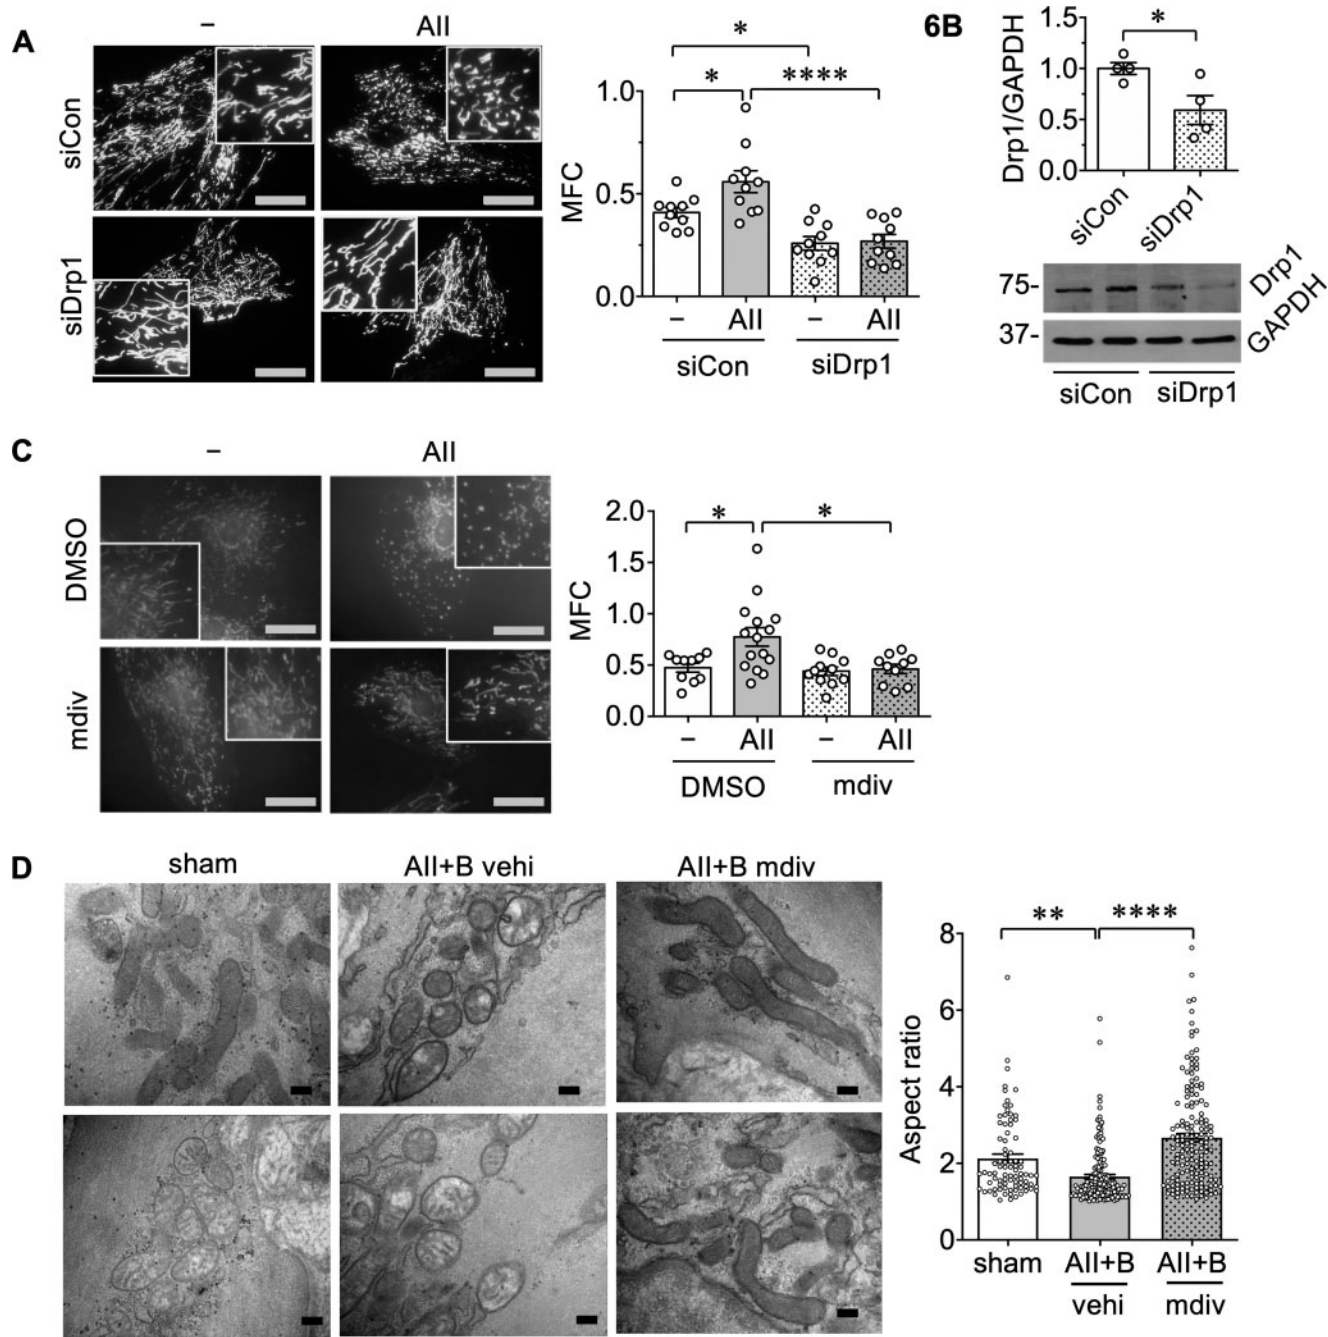 A
–
AII
siCon
siDrp1
MFC
1.0
0.5
0.0
*
*
****
–
AII
–
AII
siCon
siDrp1
6B
Drp1/GAPDH
1.5
1.0
0.5
0.0
*
siCon
siDrp1
75-
Drp1
37-
GAPDH
siCon
siDrp1
C
–
AII
DMSO
mdiv
MFC
2.0
1.5
1.0
0.5
0.0
*
*
–
AII
–
AII
DMSO
mdiv
D
sham
AII+B vehi
AII+B mdiv
Aspect ratio
8
6
4
2
0
**
****
sham
AII+B
AII+B
vehi
mdiv